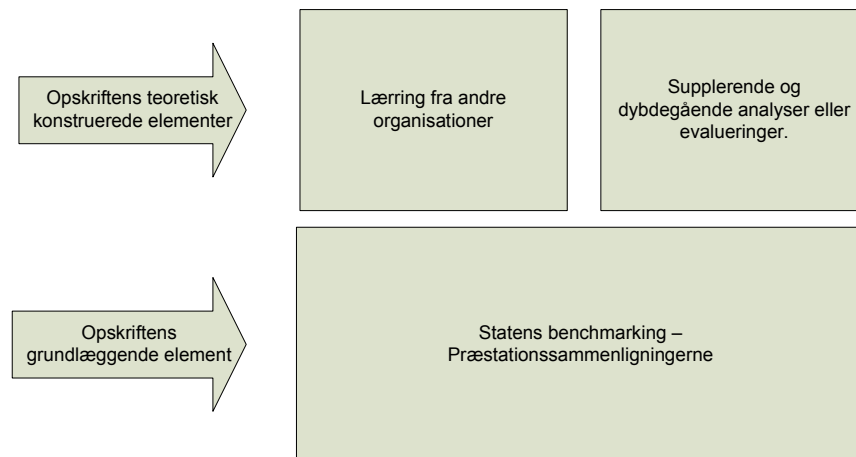 Opskriftens teoretisk
konstruerede elementer
Lærring fra andre
organisationer
Supplerende og
dybdegående analyser eller
evalueringer.
Opskriftens
grundlæggende element
Statens benchmarking –
Præstationssammenligningerne